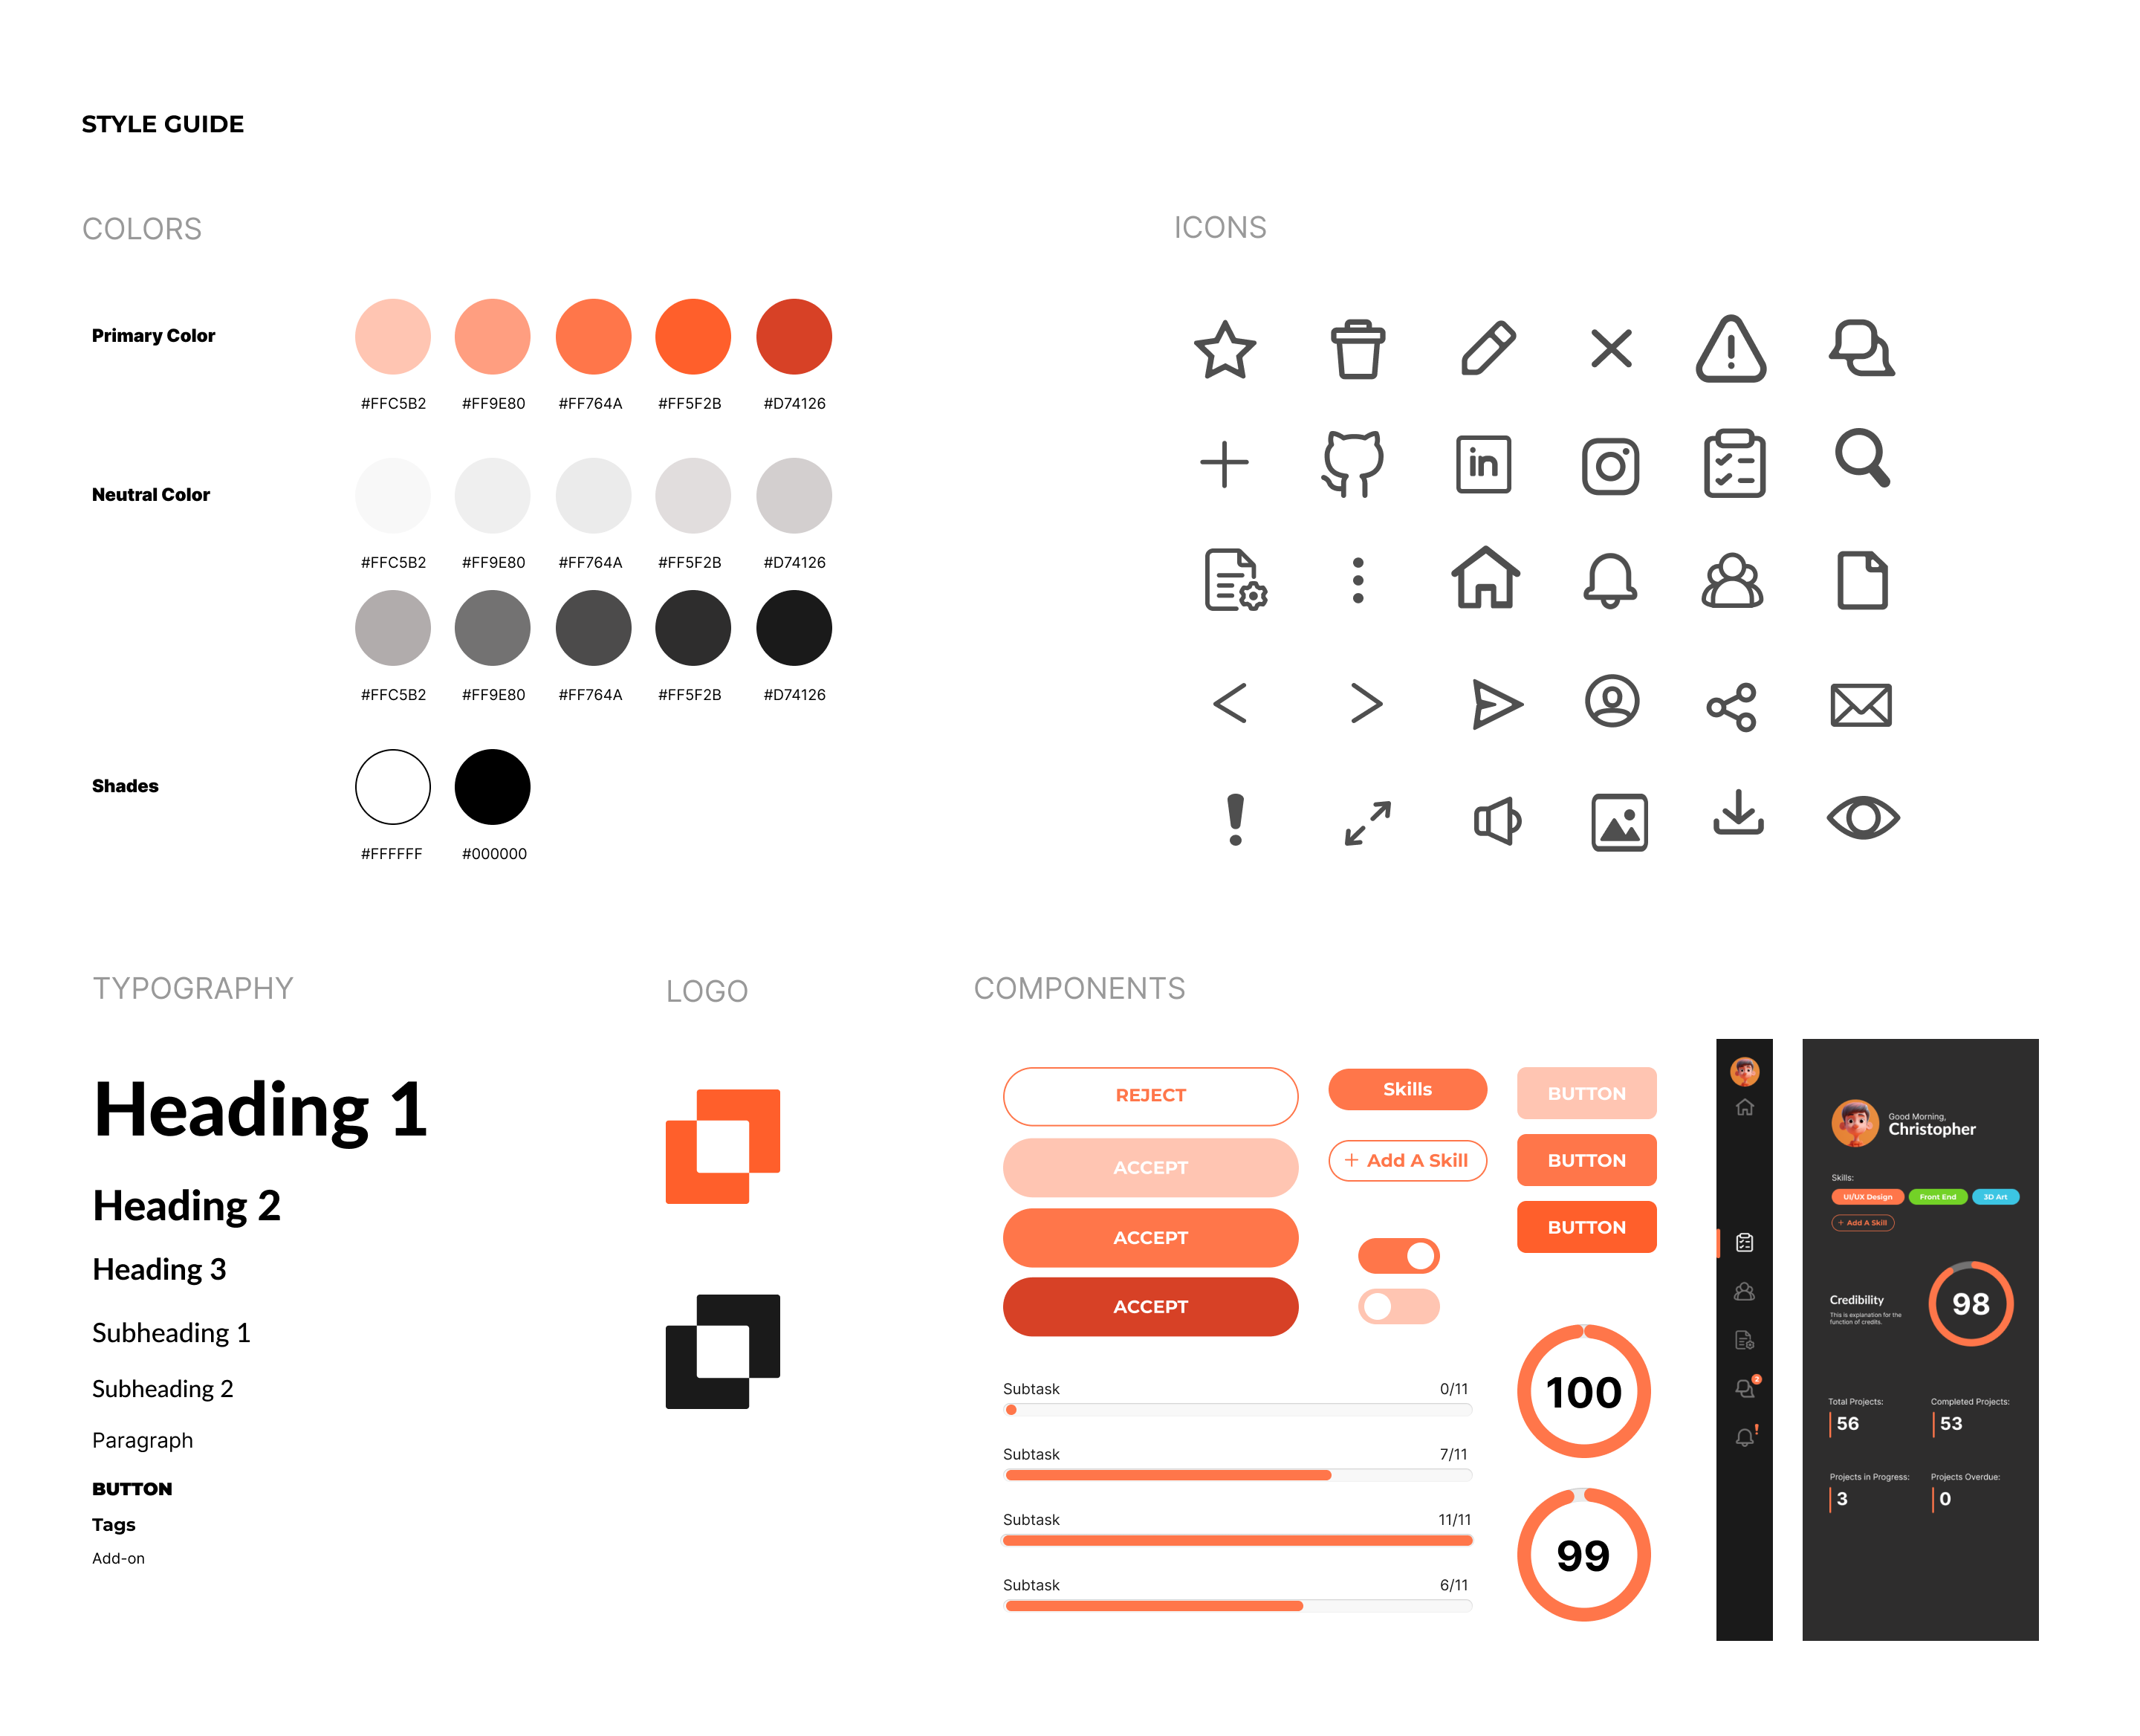 STYLE GUIDE
COLORS
Primary Color
#FFC5B2 #FF9E80 #FF764A #FF5F2B #D74126
Neutral Color
#FFC5B2 #FF9E80 #FF764A #FF5F2B #D74126
#FFC5B2 #FF9E80 #FF764A #FF5F2B #D74126
Shades
#FFFFFF #000000
ICONS
in
TYPOGRAPHY
Heading 1
Heading 2
Heading 3
Subheading 1
Subheading 2
Paragraph
BUTTON
Tags
Add-on
LOGO
COMPONENTS
REJECT
ACCEPT
ACCEPT
ACCEPT
Skills
+ Add A Skill
BUTTON
BUTTON
BUTTON
Subtask 0/11
Subtask 7/11
Subtask 11/11
Subtask 6/11
100
99
2
Good Morning,
Christopher
Skills:
UI/UX Design Front End 3D Art
+ Add A Skill
Credibility
This is explanation for the
function of credits.
98
Total Projects: Completed Projects:
56 53
Projects in Progress: Projects Overdue:
3 0